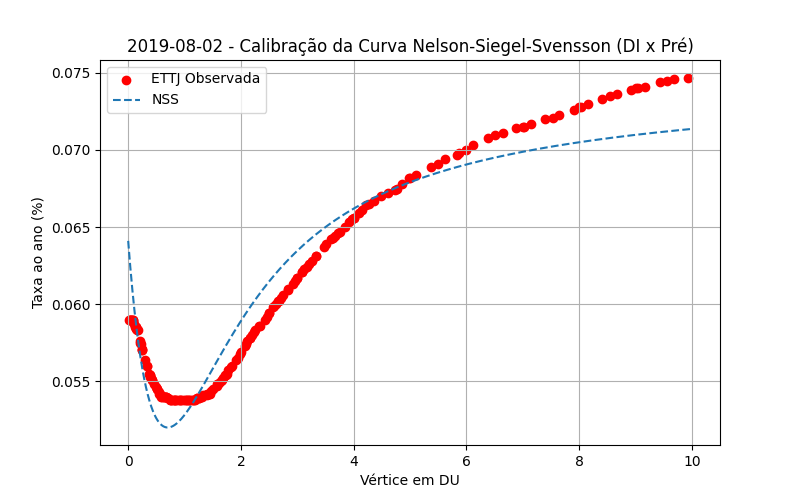 2019-08-02 - Calibração da Curva Nelson-Siegel-Svensson (DI x Pré)
ETTJ Observada
NSS
Taxa ao ano (%)
0.075
0.070
0.065
0.060
0.055
0 2 4 6 8 10
Vértice em DU